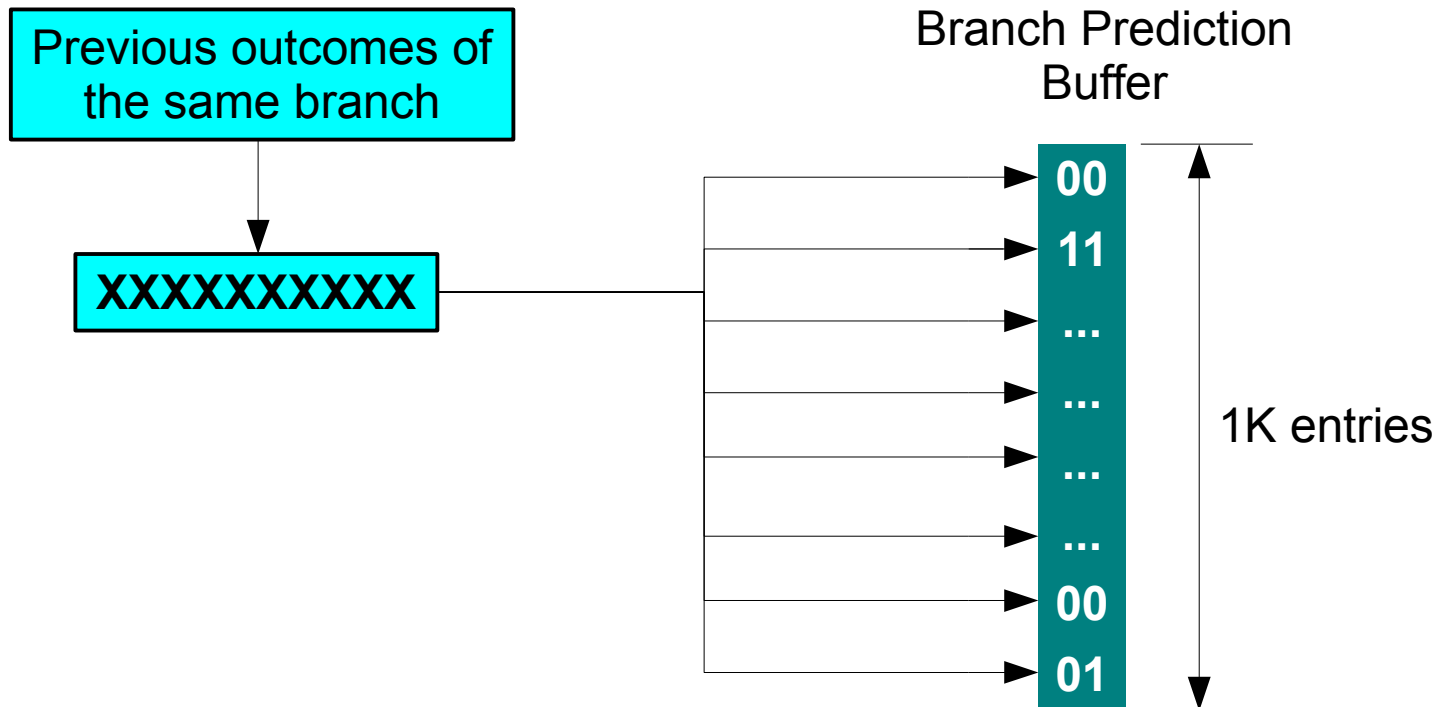 Previous outcomes of
the same branch
Branch Prediction
Buffer
XXXXXXXXXX
00
11
...
...
...
...
00
01
1K entries